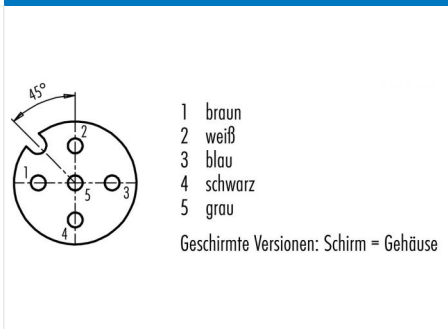 45°
2
1
5
3
4
1 braun
2 weiß
3 blau
4 schwarz
5 grau
Geschirmte Versionen: Schirm = Gehäuse